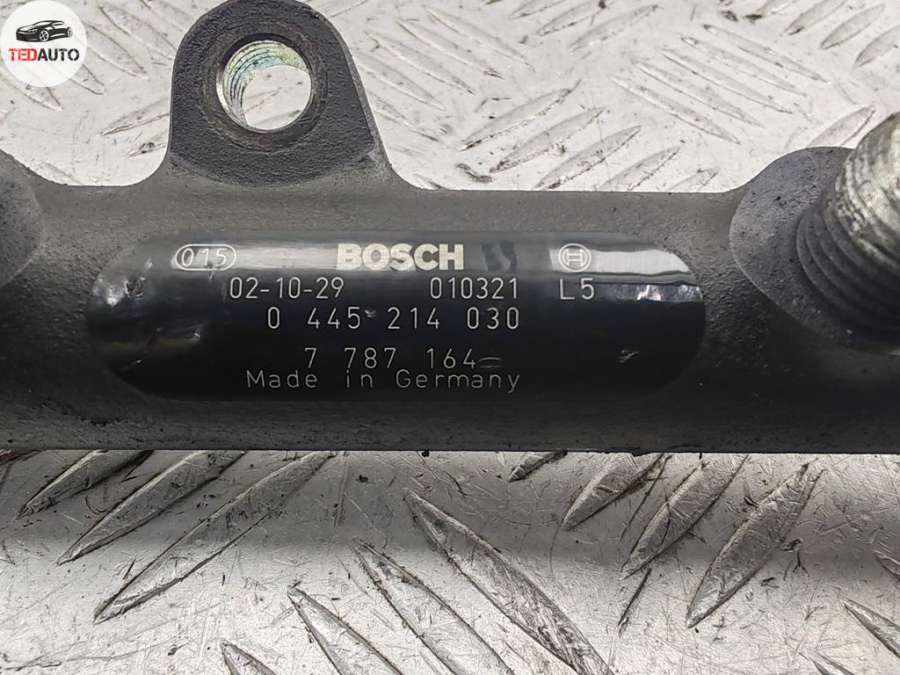 TEDAUTO
015 BOSCH H
02-10-29 010321 L5
0 445 214 030
7 787 164
Made in Germany